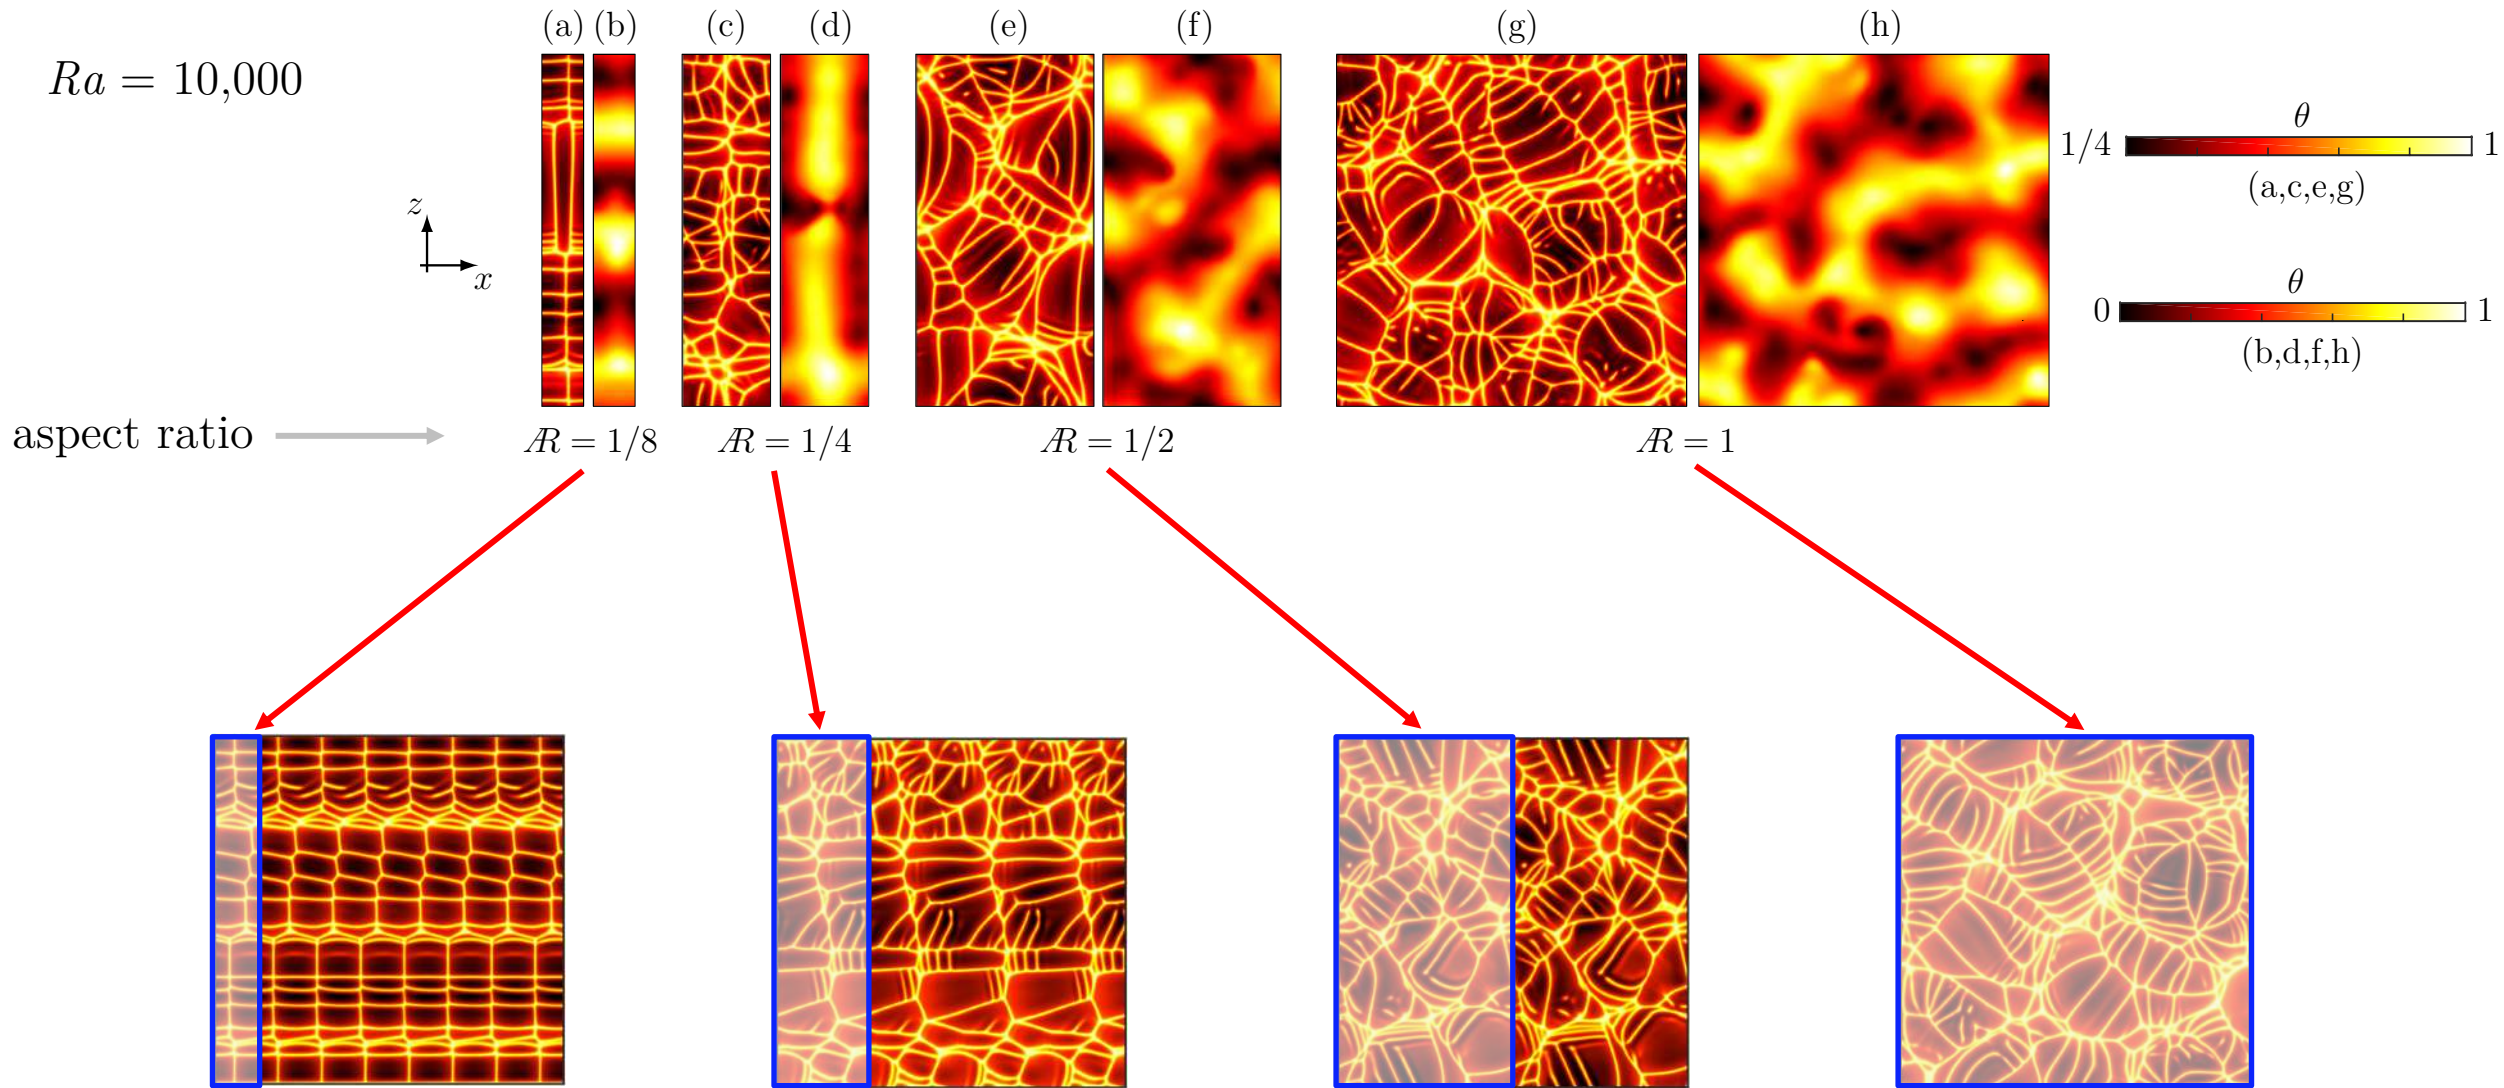 (a) (b) (c) (d) (e) (f) (g) (h)
Ra = 10,000
θ
1/4 1
(a,c,e,g)
z
x
θ
0 1
(b,d,f,h)
aspect ratio
Æ = 1/8 Æ = 1/4 Æ = 1/2 Æ = 1